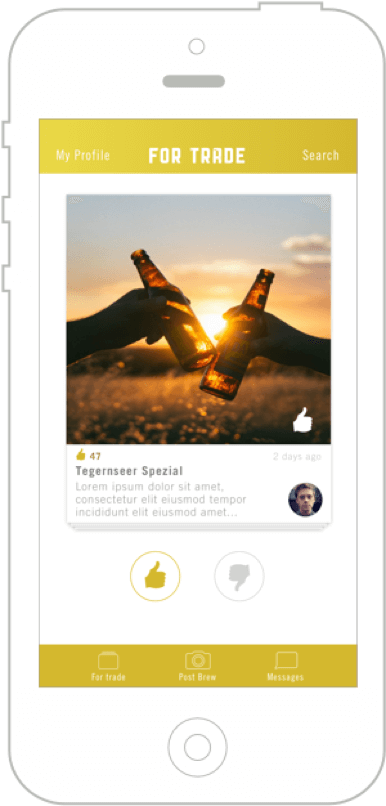 My Profile FOR TRADE Search
47 2 days ago
Tegernseer Spezial
Lorem ipsum dolor sit amet,
consectetur elit eiusmod tempor
incididunt elit eiusmod amet...
For trade Post Brew Messages